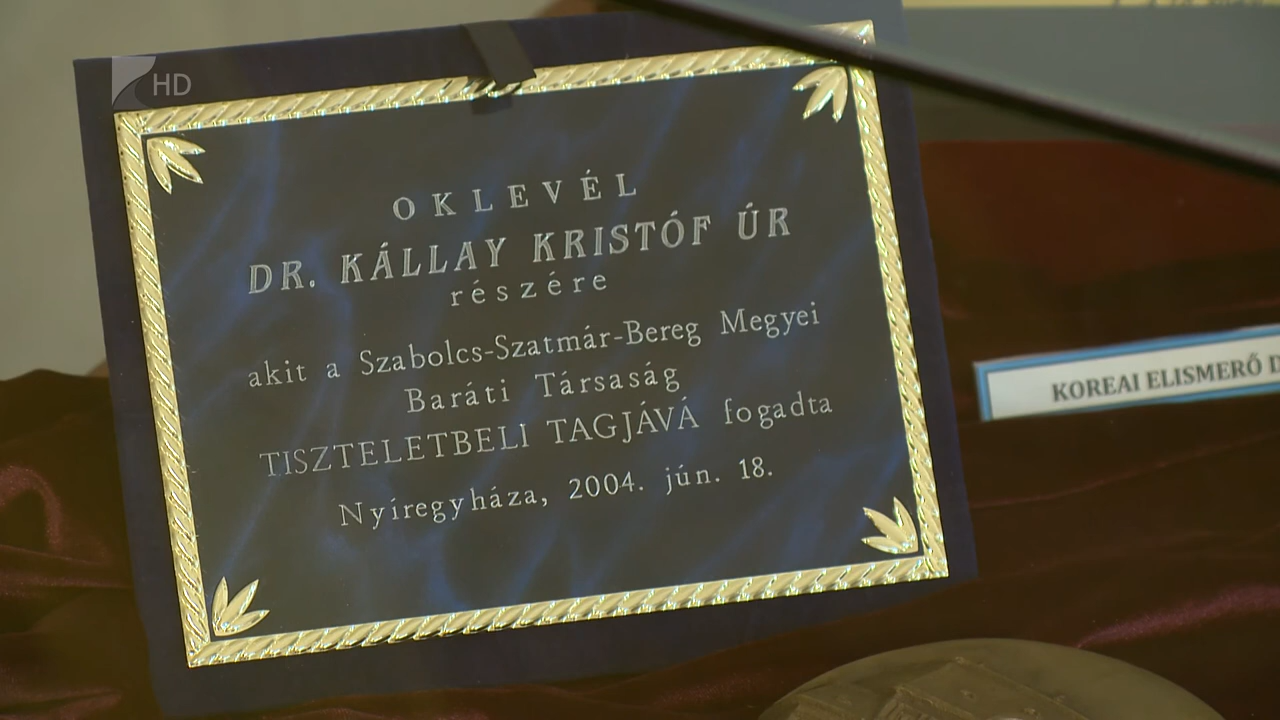 HD
OKLEVÉL
DR. KÁLLAY KRISTÓF ÚR
részére
akit a Szabolcs-Szatmár-Bereg Megyei
Baráti Társaság
TISZTELETBELI TAGJÁVÁ fogadta
Nyíregyháza, 2004. jún. 18.
KOREAI ELISMERŐ